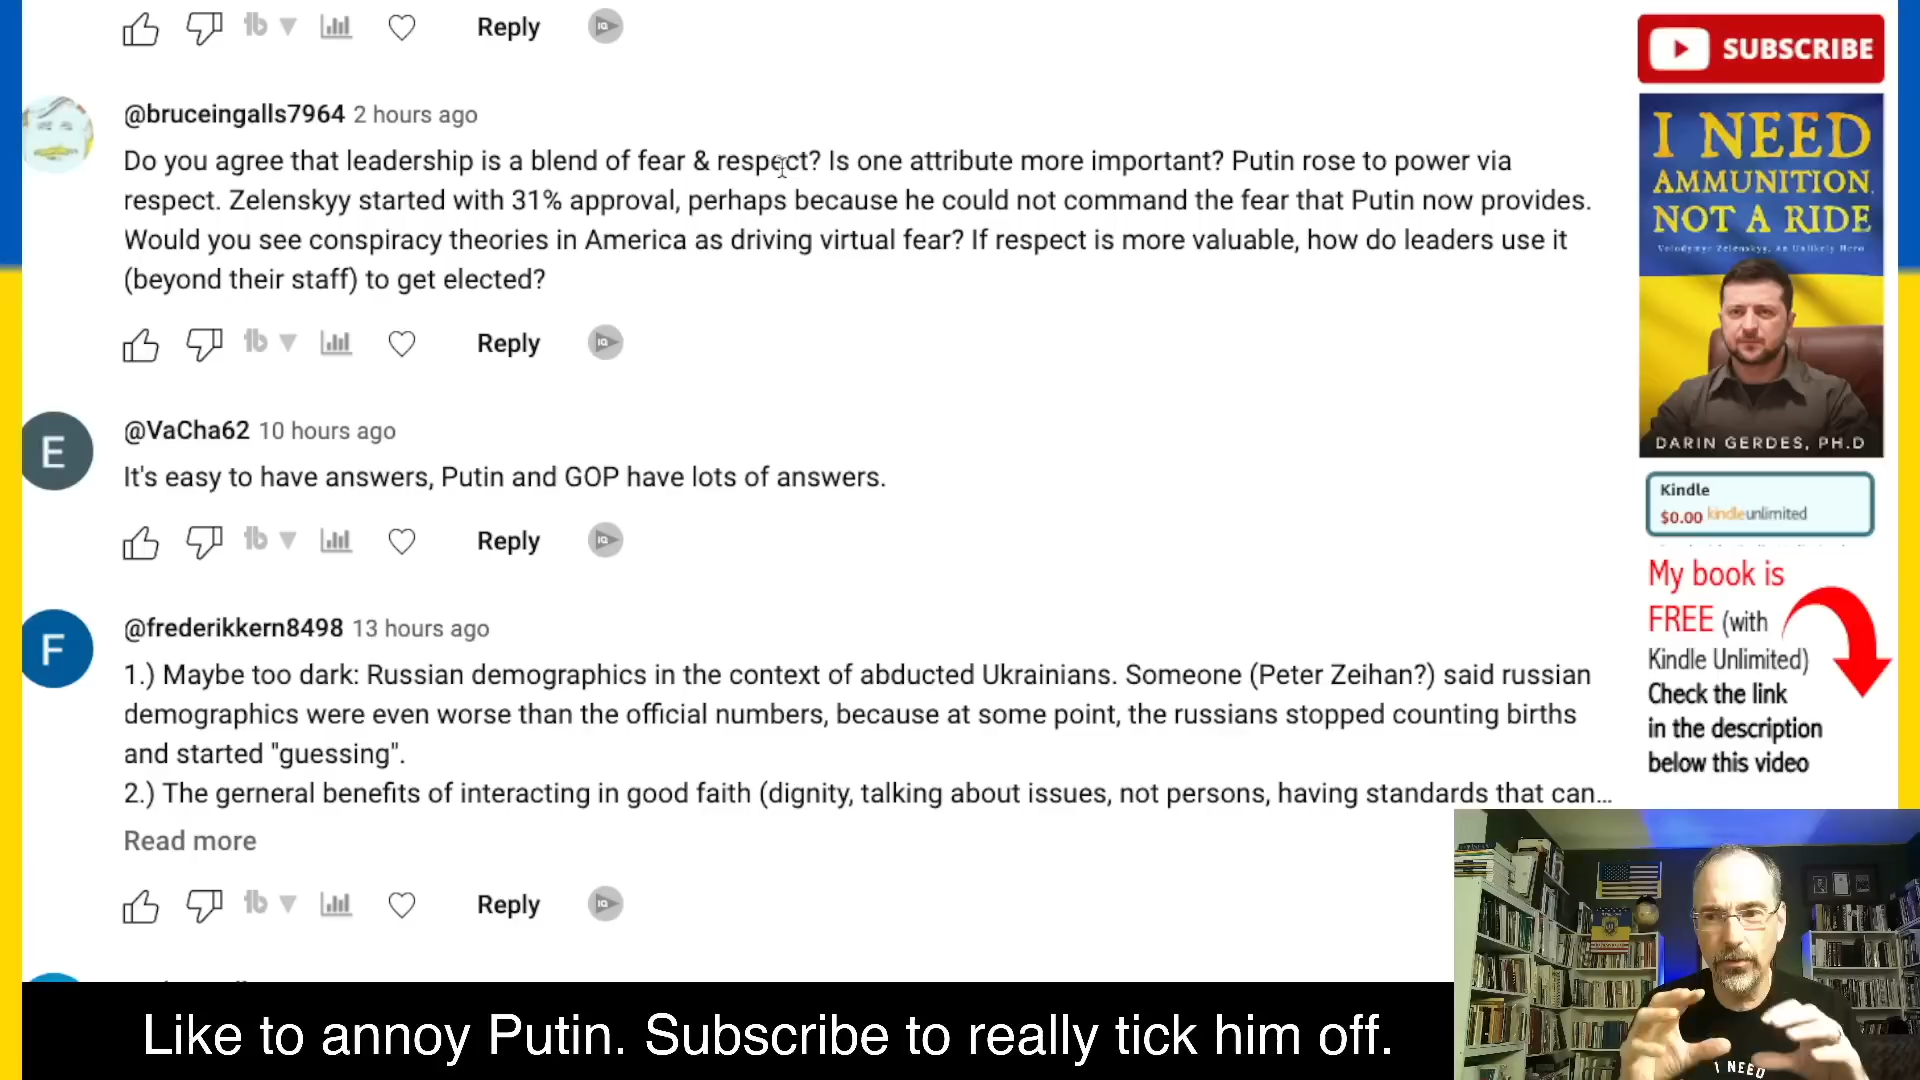 Reply
@bruceingalls7964 2 hours ago
Do you agree that leadership is a blend of fear & respect? Is one attribute more important? Putin rose to power via
respect. Zelenskyy started with 31% approval, perhaps because he could not command the fear that Putin now provides.
Would you see conspiracy theories in America as driving virtual fear? If respect is more valuable, how do leaders use it
(beyond their staff) to get elected?
Reply
E
@VaCha62 10 hours ago
It's easy to have answers, Putin and GOP have lots of answers.
Reply
F
@frederikkern8498 13 hours ago
1.) Maybe too dark: Russian demographics in the context of abducted Ukrainians. Someone (Peter Zeihan?) said russian
demographics were even worse than the official numbers, because at some point, the russians stopped counting births
and started "guessing".
2.) The gerneral benefits of interacting in good faith (dignity, talking about issues, not persons, having standards that can...
Read more
Reply
SUBSCRIBE
I NEED
AMMUNITION,
NOT A RIDE
Volodymyr Zelenskyy, An Unlikely Hero
DARIN GERDES, PH.D
Kindle
$0.00 kindleunlimited
My book is
FREE (with
Kindle Unlimited)
Check the link
in the description
below this video
I NEED
Like to annoy Putin. Subscribe to really tick him off.